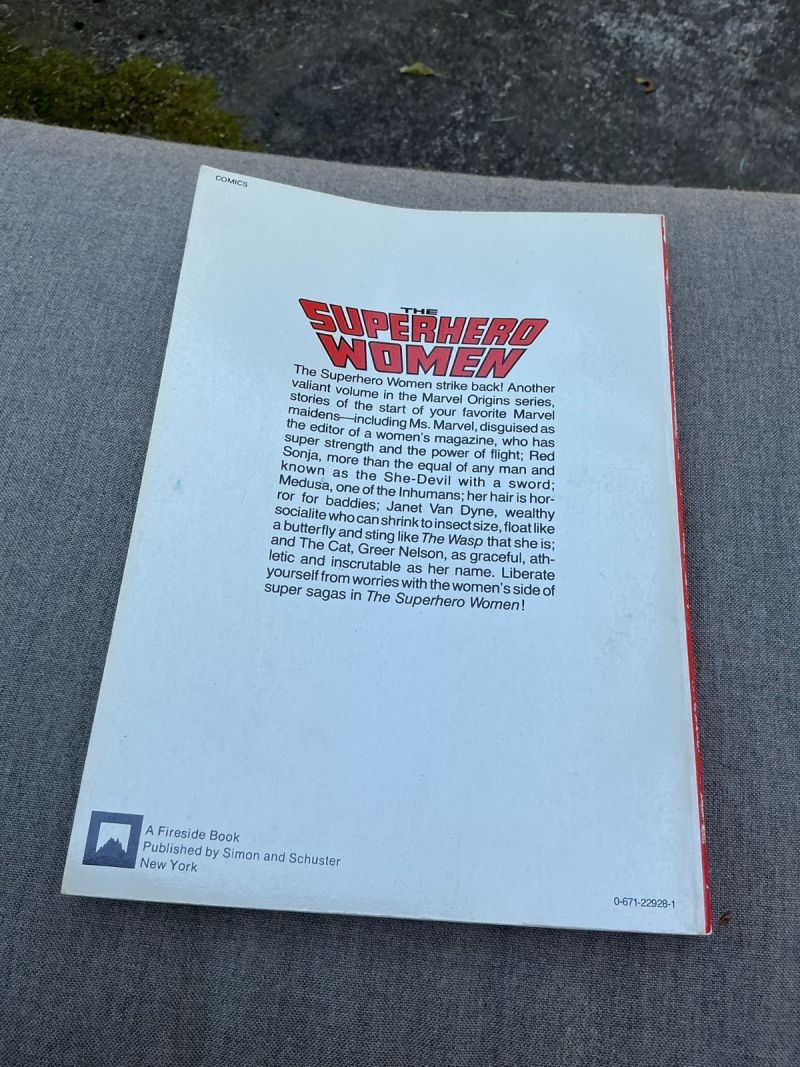 COMICS
THE
SUPERHERO
WOMEN
The Superhero Women strike back! Another
valiant volume in the Marvel Origins series,
stories of the start of your favorite Marvel
maidens—including Ms. Marvel, disguised as
the editor of a women's magazine, who has
super strength and the power of flight; Red
Sonja, more than the equal of any man and
known as the She-Devil with a sword;
Medusa, one of the Inhumans; her hair is hor-
ror for baddies; Janet Van Dyne, wealthy
socialite who can shrink to insect size, float like
a butterfly and sting like The Wasp that she is;
and The Cat, Greer Nelson, as graceful, ath-
letic and inscrutable as her name. Liberate
yourself from worries with the women's side of
super sagas in The Superhero Women!
A Fireside Book
Published by Simon and Schuster
New York
0-671-22928-1